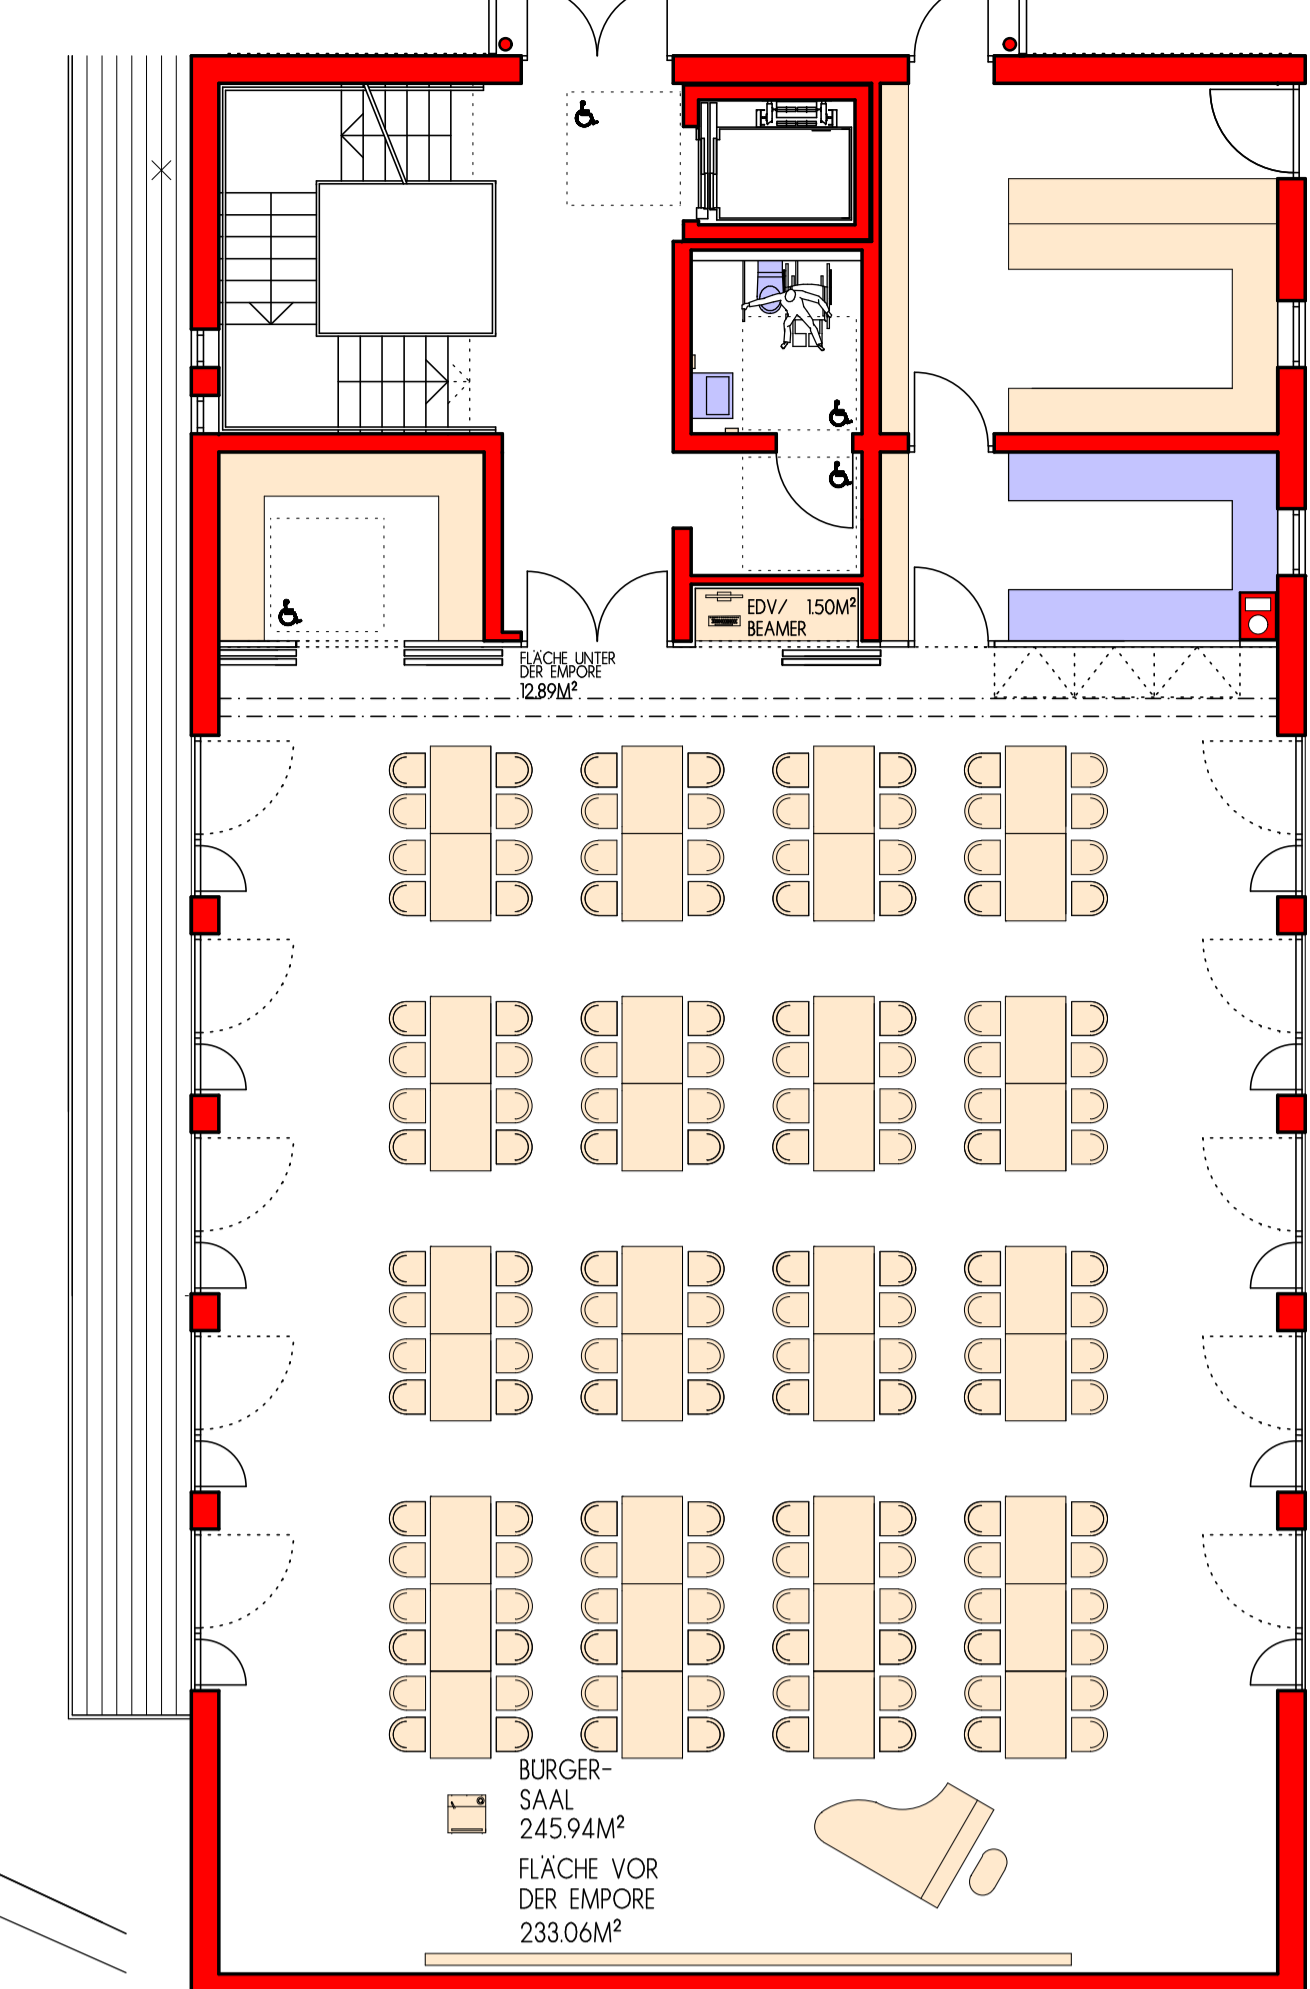 EDV/ 1.50M²
BEAMER
FLÄCHE UNTER
DER EMPORE
12.89M²
BÜRGER-
SAAL
245.94M²
FLÄCHE VOR
DER EMPORE
233.06M²